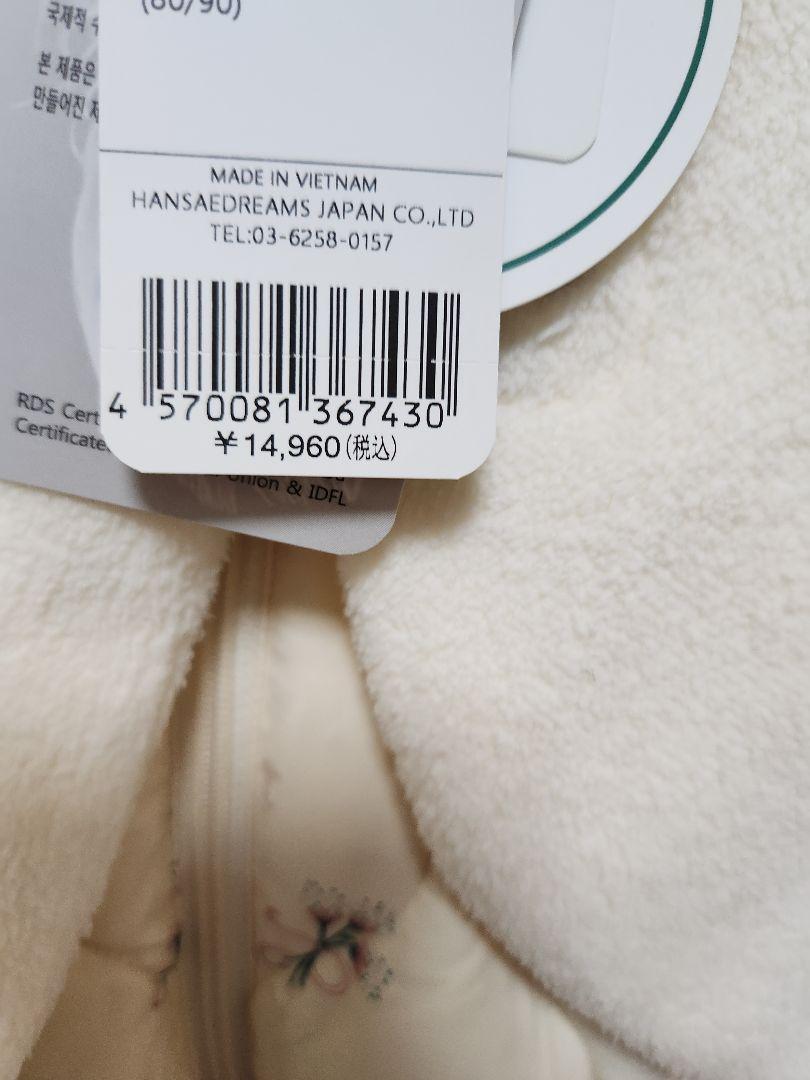 국제적
본 제품은
만들어진
(80/90)
MADE IN VIETNAM
HANSAEDREAMS JAPAN CO.,LTD
TEL:03-6258-0157
4 570081 367430
¥14,960(税込)
RDS Cert
Certificate
Union & IDFL